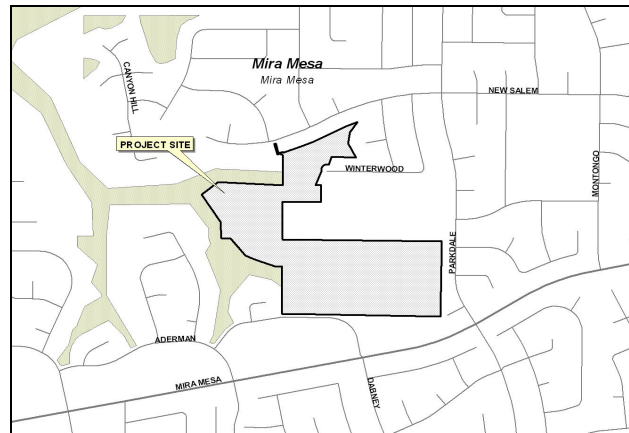 Mira Mesa
Mira Mesa
CANYON HILL
NEW SALEM
PROJECT SITE
WINTERWOOD
MONTONGO
PARKDALE
ADERMAN
MIRA MESA
DABNEY